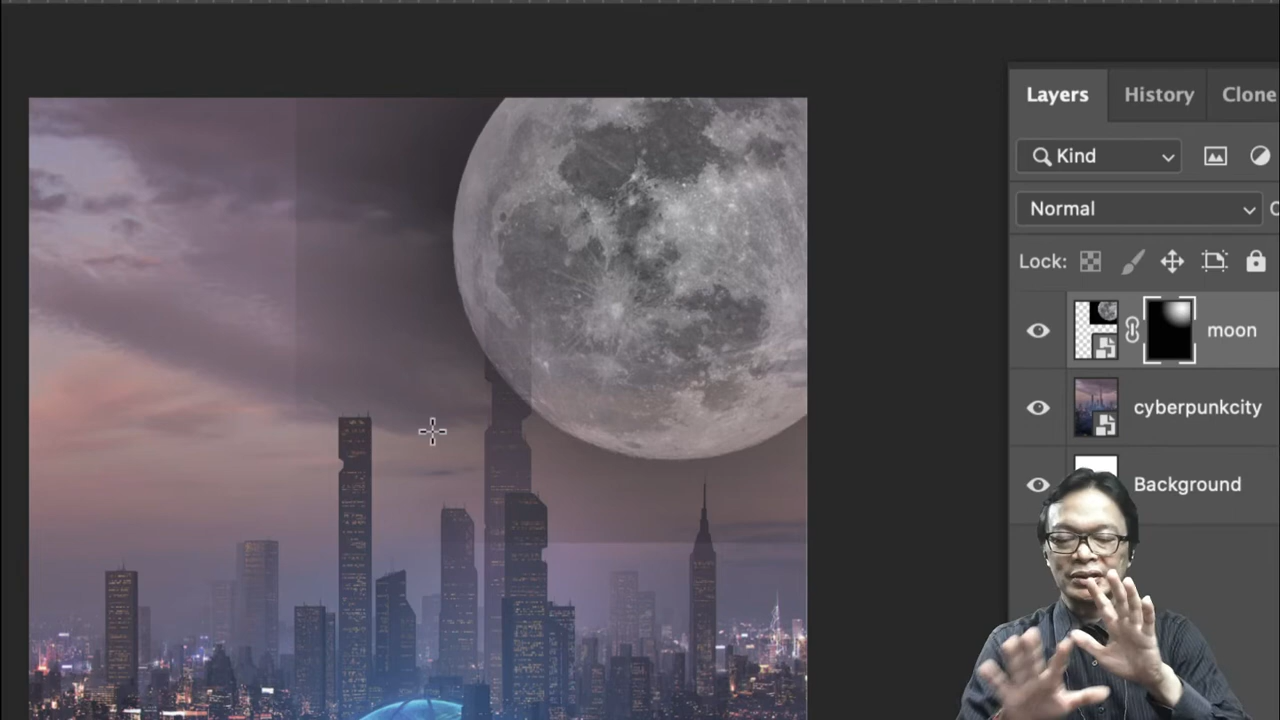 Layers History Clone
Kind
Normal
Lock:
moon
cyberpunkcity
Background